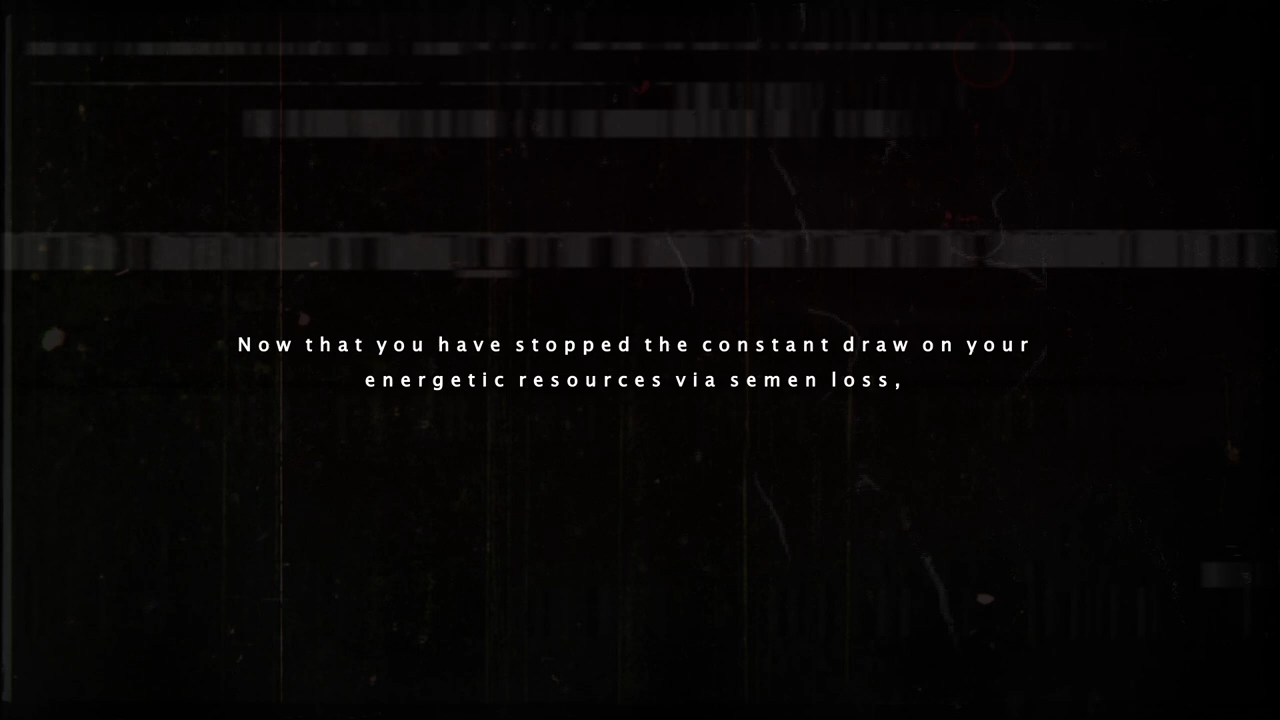 Now that you have stopped the constant draw on your
energetic resources via semen loss,